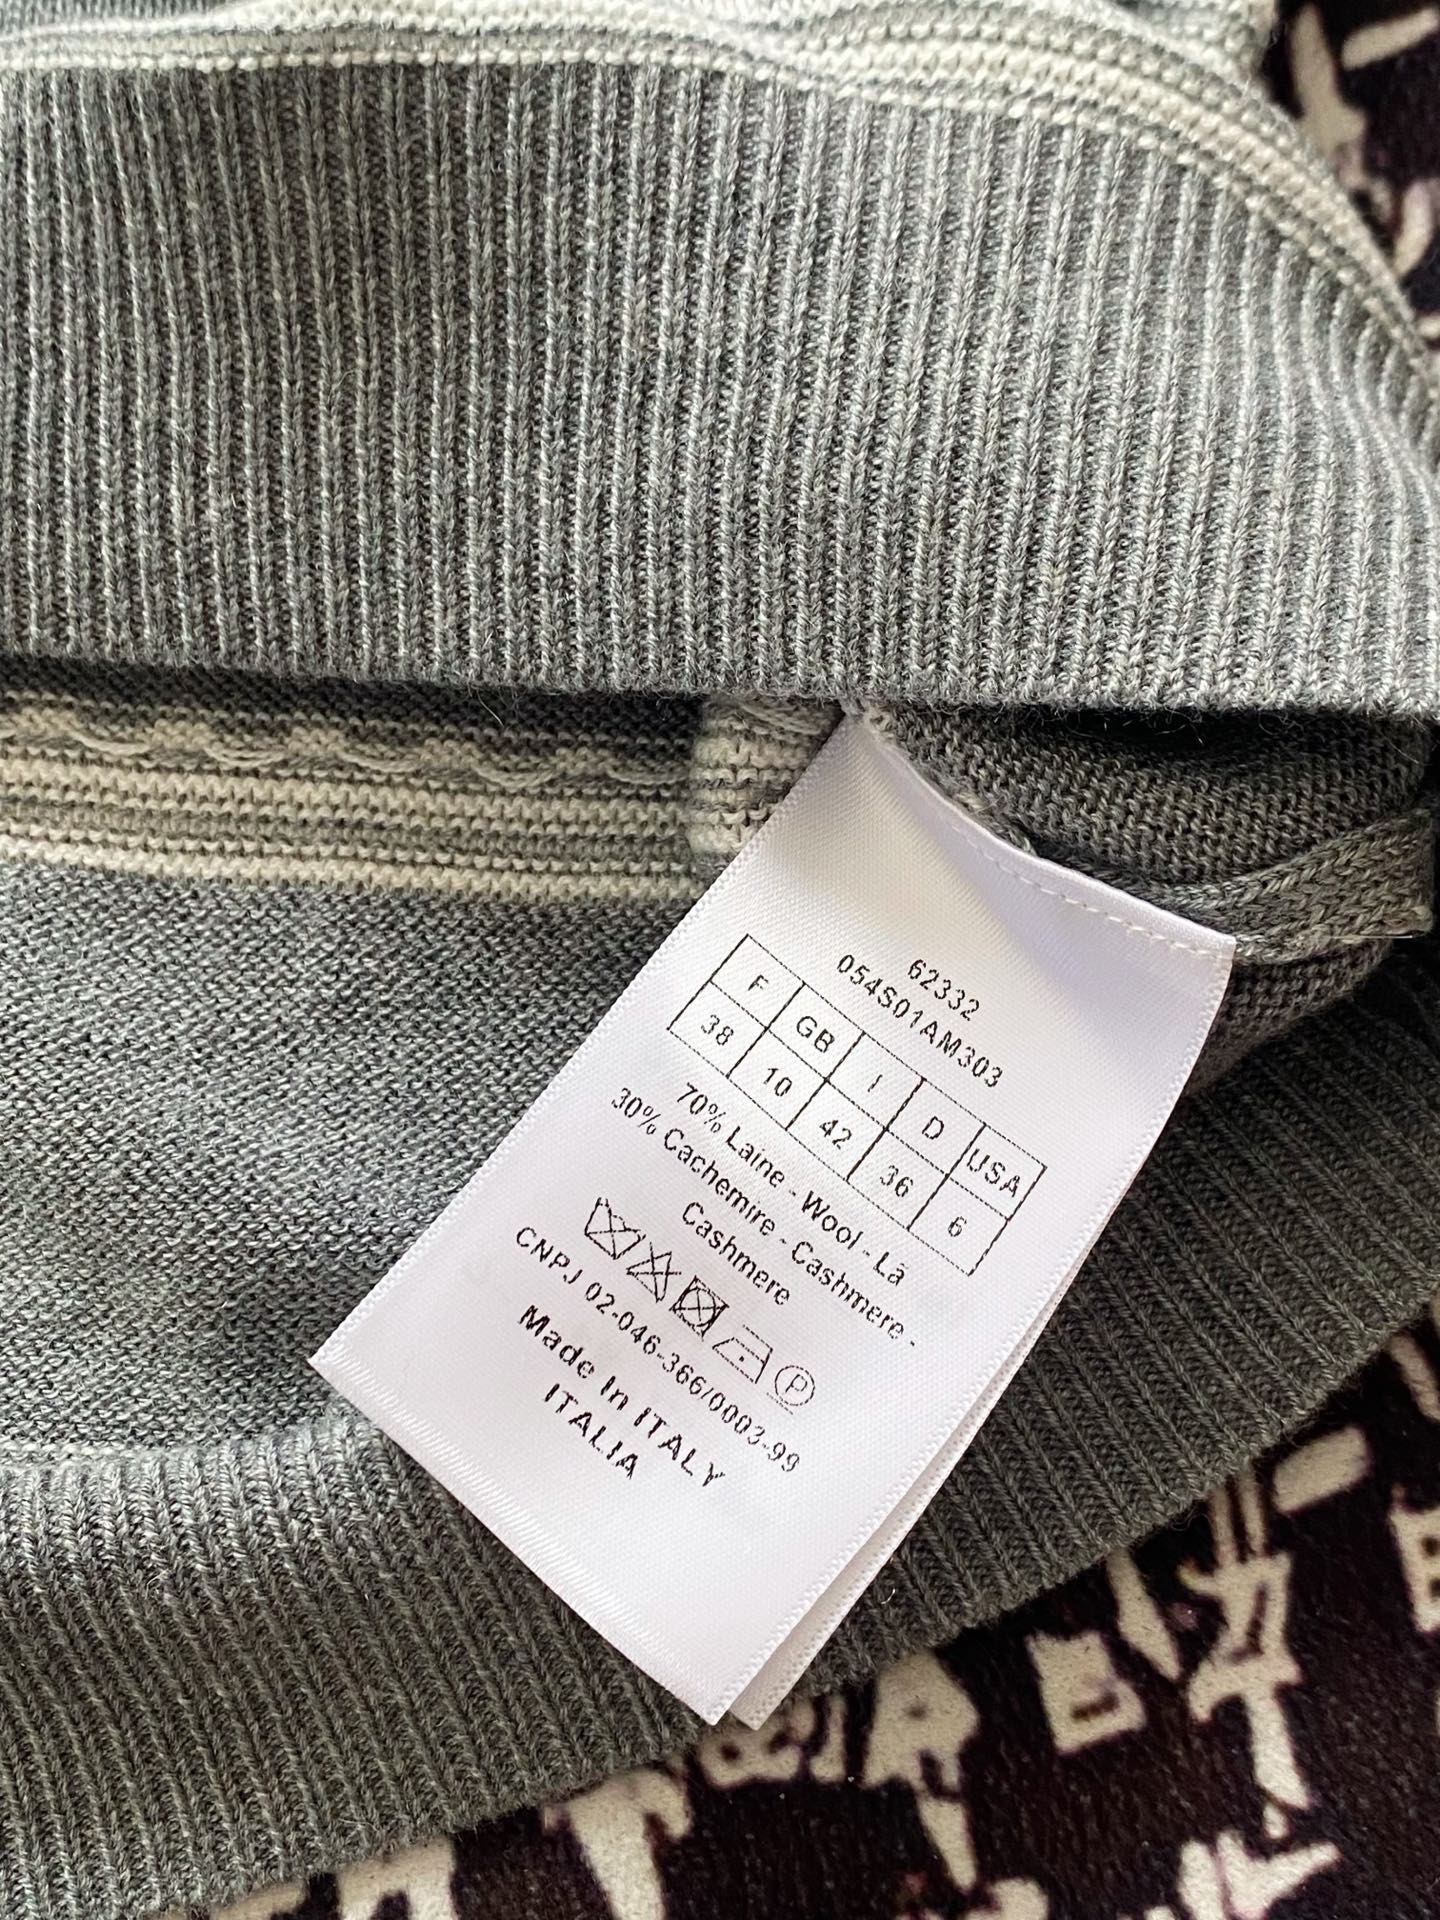 62332
054S01AM303
F GB I D USA
38 10 42 36 6
70% Laine - Wool - Lã
30% Cachemire - Cashmere -
Cashmere
P
CNPJ 02-046-366/0003-99
Made In ITALY
ITALIA